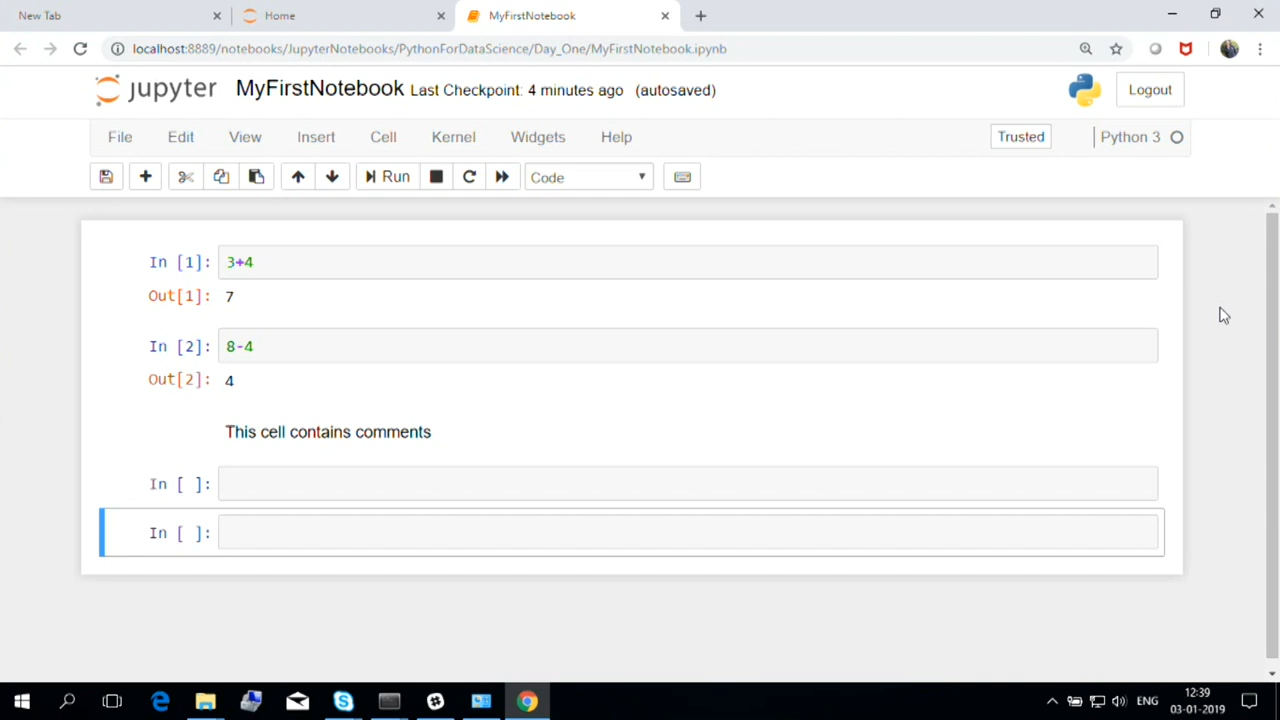 New Tab
Home
MyFirstNotebook
localhost:8889/notebooks/JupyterNotebooks/PythonForDataScience/Day_One/MyFirstNotebook.ipynb
jupyter MyFirstNotebook Last Checkpoint: 4 minutes ago (autosaved)
Logout
File Edit View Insert Cell Kernel Widgets Help
Trusted
Python 3
Run
Code
In [1]: 3+4
Out[1]: 7
In [2]: 8-4
Out[2]: 4
This cell contains comments
In [ ]:
In [ ]:
ENG
12:39
03-01-2019